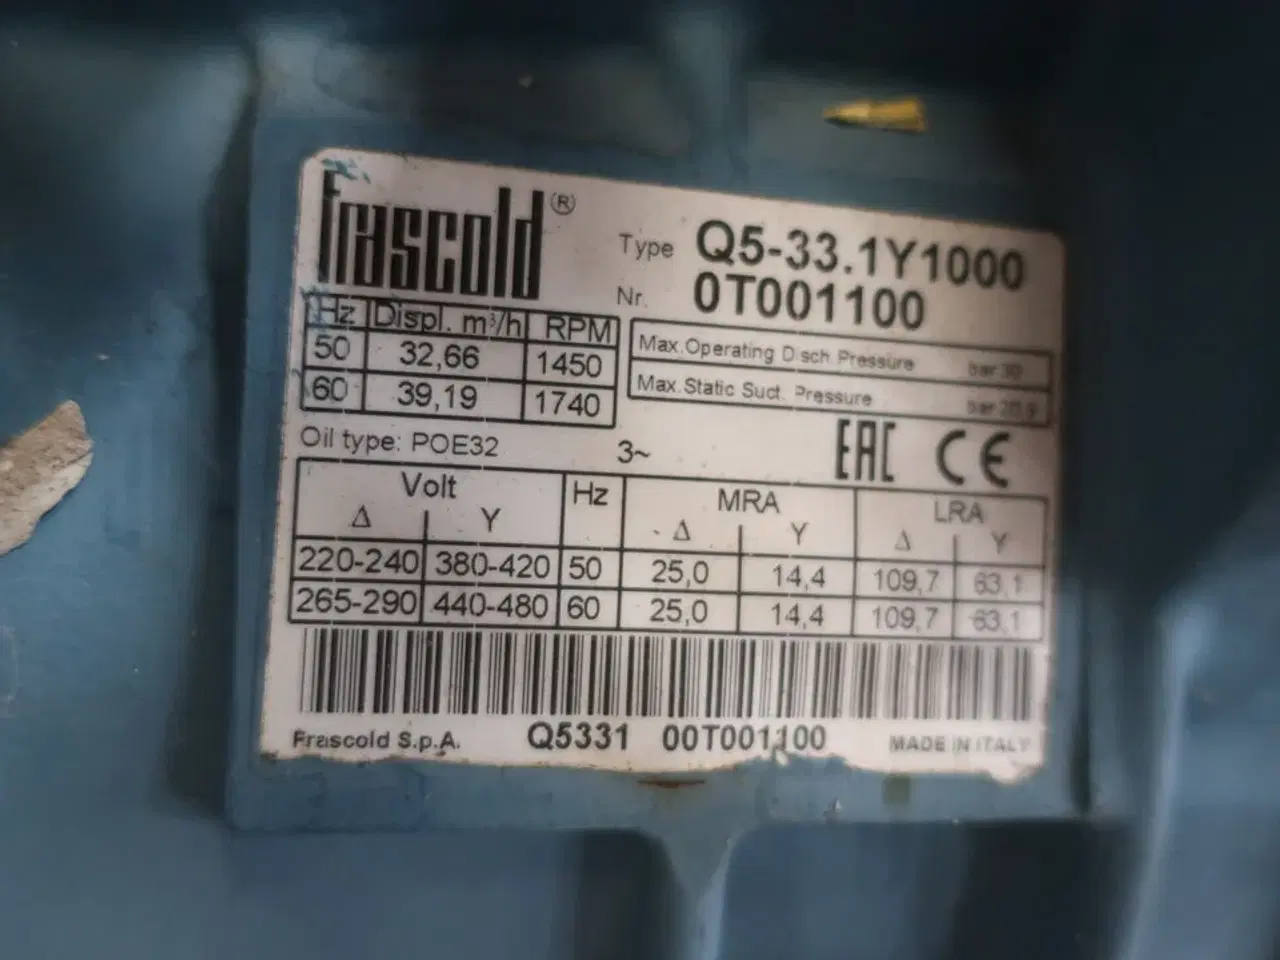 frascold®
Type Q5-33.1Y1000
Nr. 0T001100
Hz Displ. m³/h RPM
50 32,66 1450
60 39,19 1740
Max.Operating Disch.Pressure bar 30
Max.Static Suct. Pressure bar
Oil type: POE32 3~
EAC CE
Volt Hz MRA LRA
Δ Y Δ Y Δ Y
220-240 380-420 50 25,0 14,4 109,7 63,1
265-290 440-480 60 25,0 14,4 109,7 63,1
Frascold S.p.A. Q5331 00T001100 MADE IN ITALY